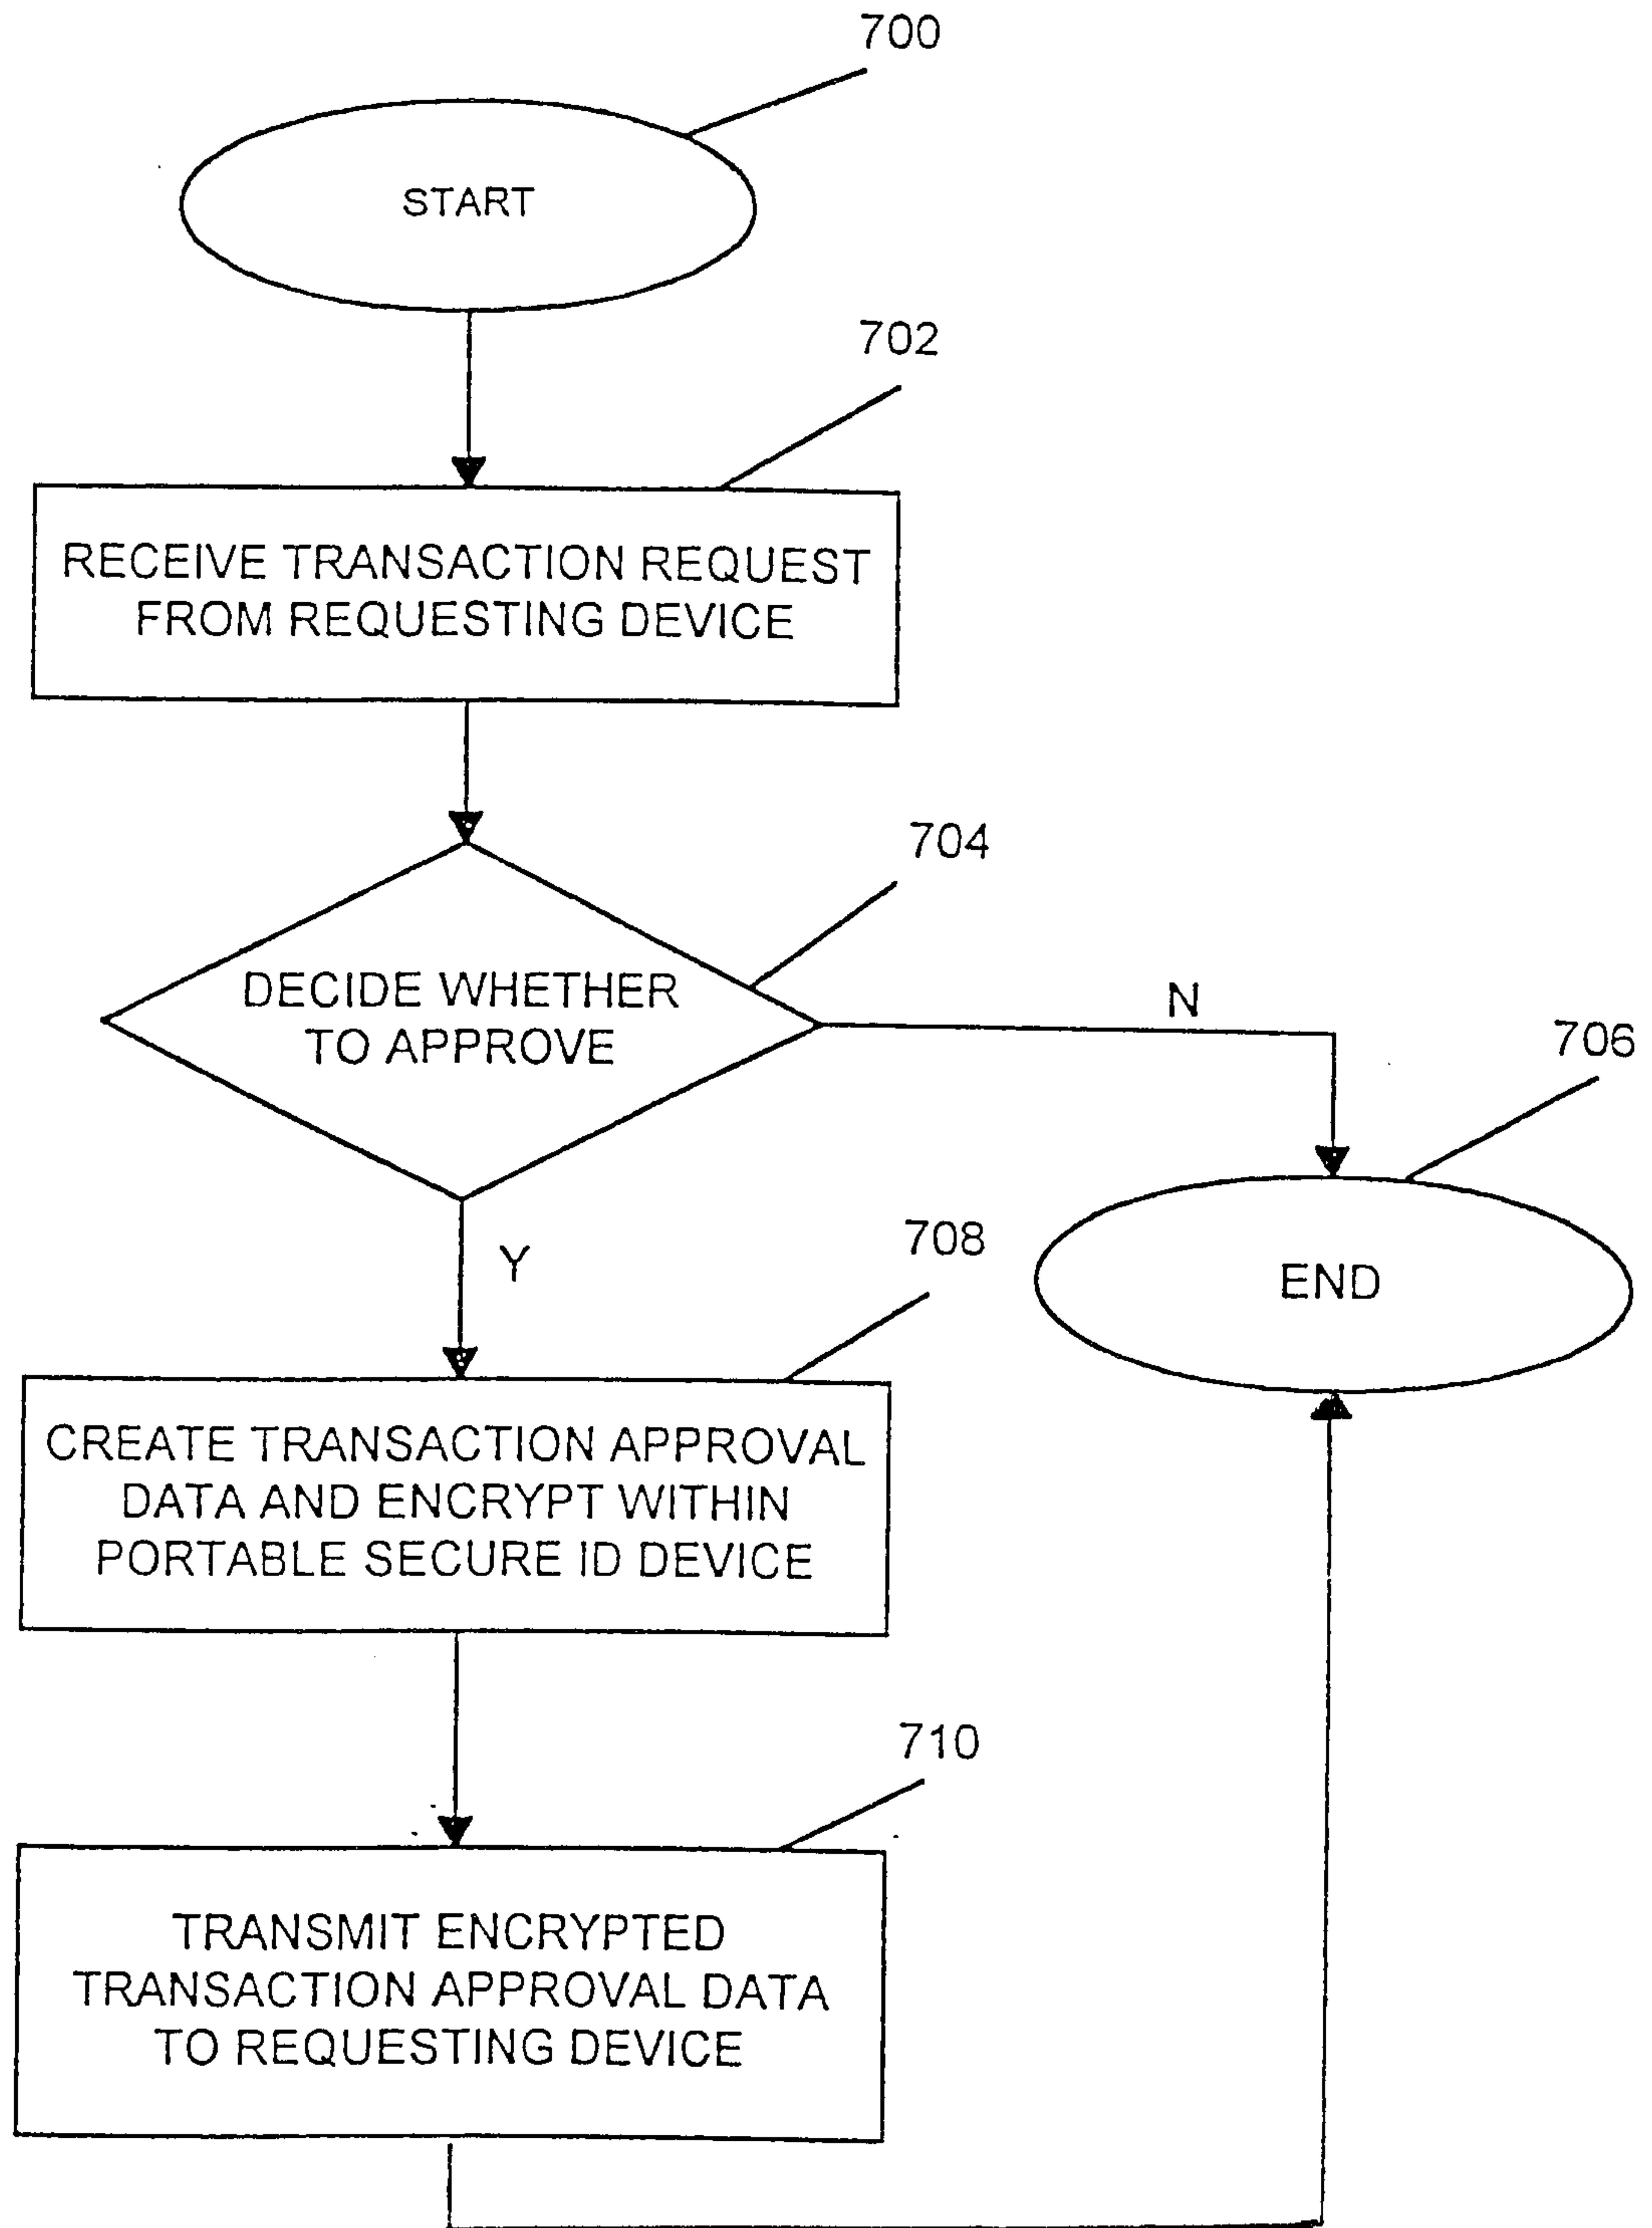 700
START
702
RECEIVE TRANSACTION REQUEST
FROM REQUESTING DEVICE
704
DECIDE WHETHER
TO APPROVE
N
706
END
Y
708
CREATE TRANSACTION APPROVAL
DATA AND ENCRYPT WITHIN
PORTABLE SECURE ID DEVICE
710
TRANSMIT ENCRYPTED
TRANSACTION APPROVAL DATA
TO REQUESTING DEVICE